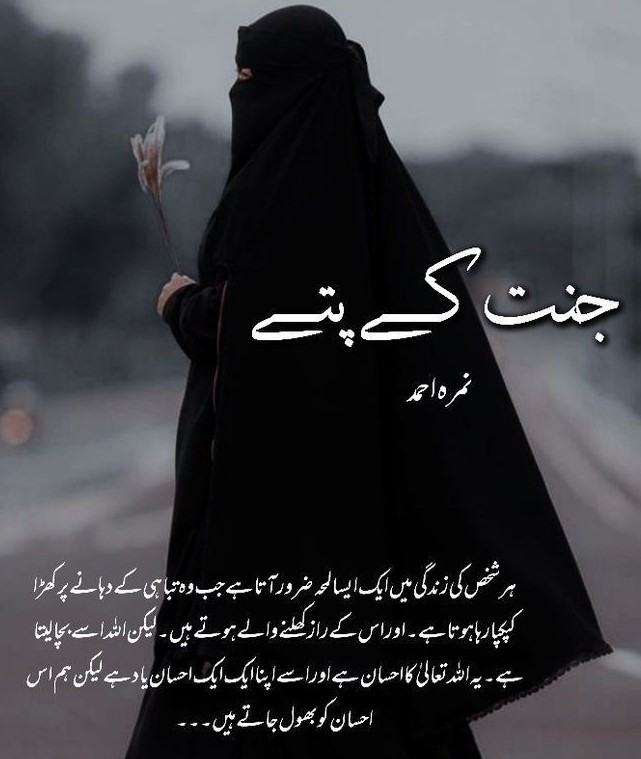 جنت کے پتے
نمرہ احمد
ہر شخص کی زندگی میں ایک ایسا لمحہ ضرور آتا ہے جب وہ تباہی کے دہانے پر کھڑا
کپکپا رہا ہوتا ہے۔ اور اس کے راز کھلنے والے ہوتے ہیں۔ لیکن اللہ اسے بچا لیتا
ہے۔ یہ اللہ تعالیٰ کا احسان ہے اور اسے اپنا ایک ایک احسان یاد ہے لیکن ہم اس
احسان کو بھول جاتے ہیں۔۔۔